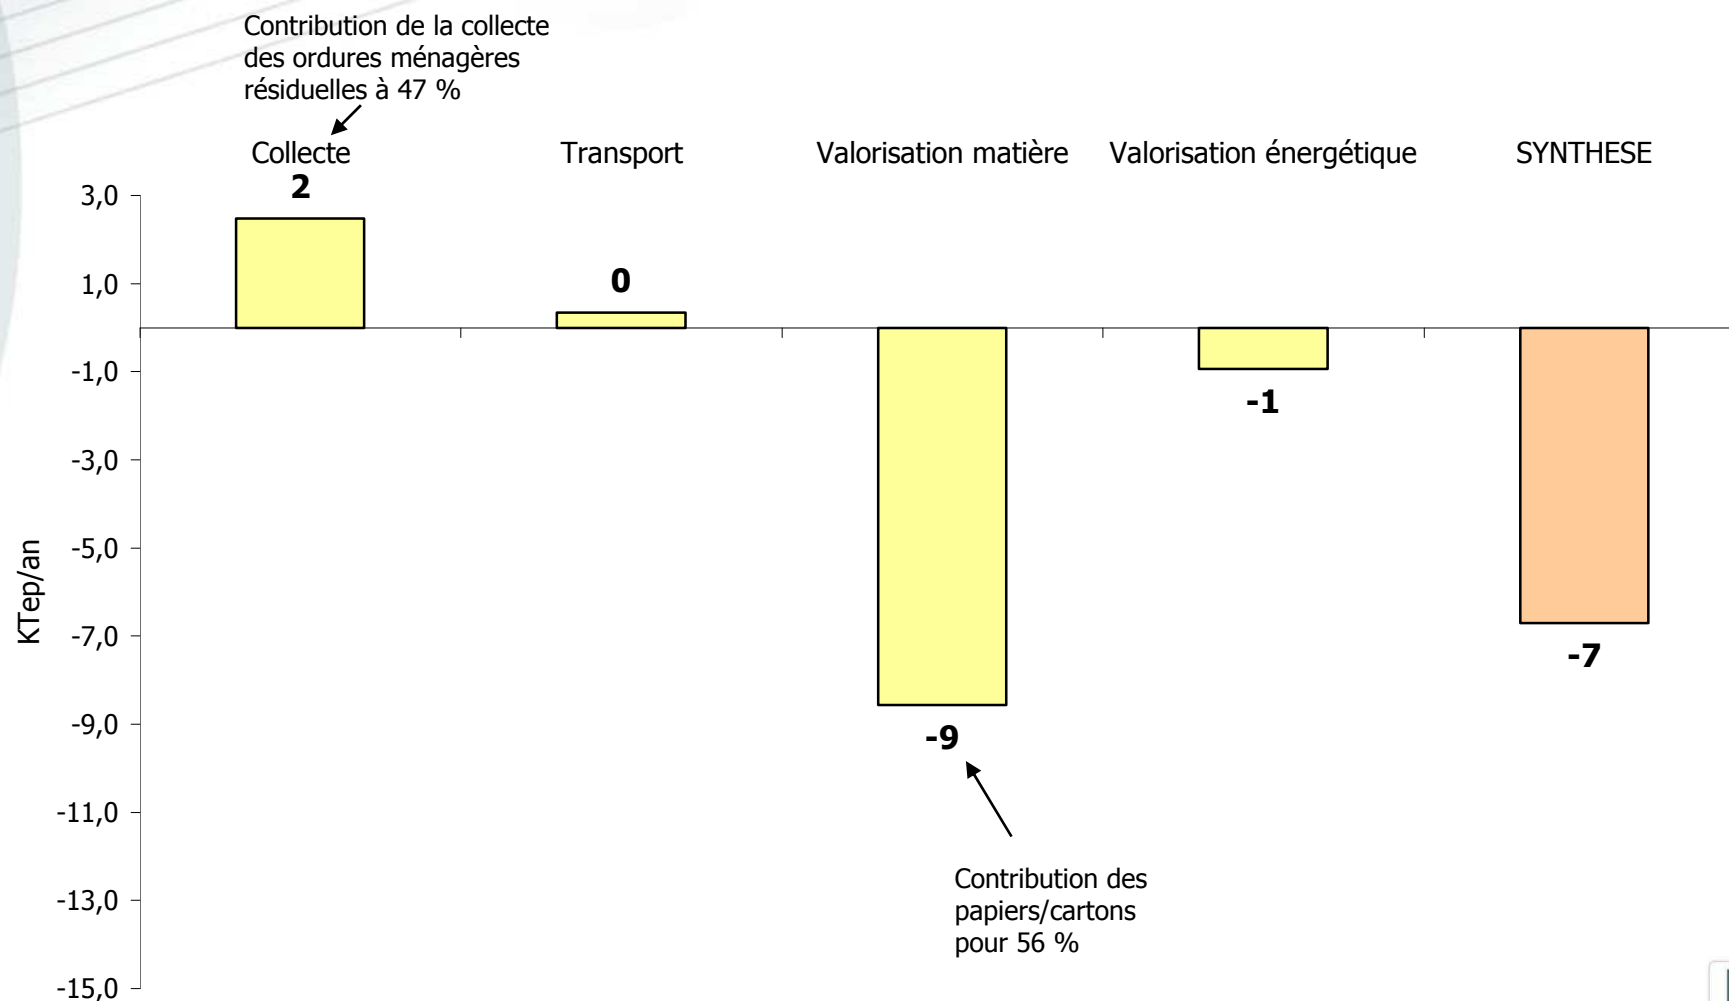 Contribution de la collecte
des ordures ménagères
résiduelles à 47 %
Collecte
Transport
Valorisation matière
Valorisation énergétique
SYNTHESE
2
0
-9
-1
-7
3,0
1,0
-1,0
-3,0
-5,0
-7,0
-9,0
-11,0
-13,0
-15,0
KTep/an
Contribution des
papiers/cartons
pour 56 %